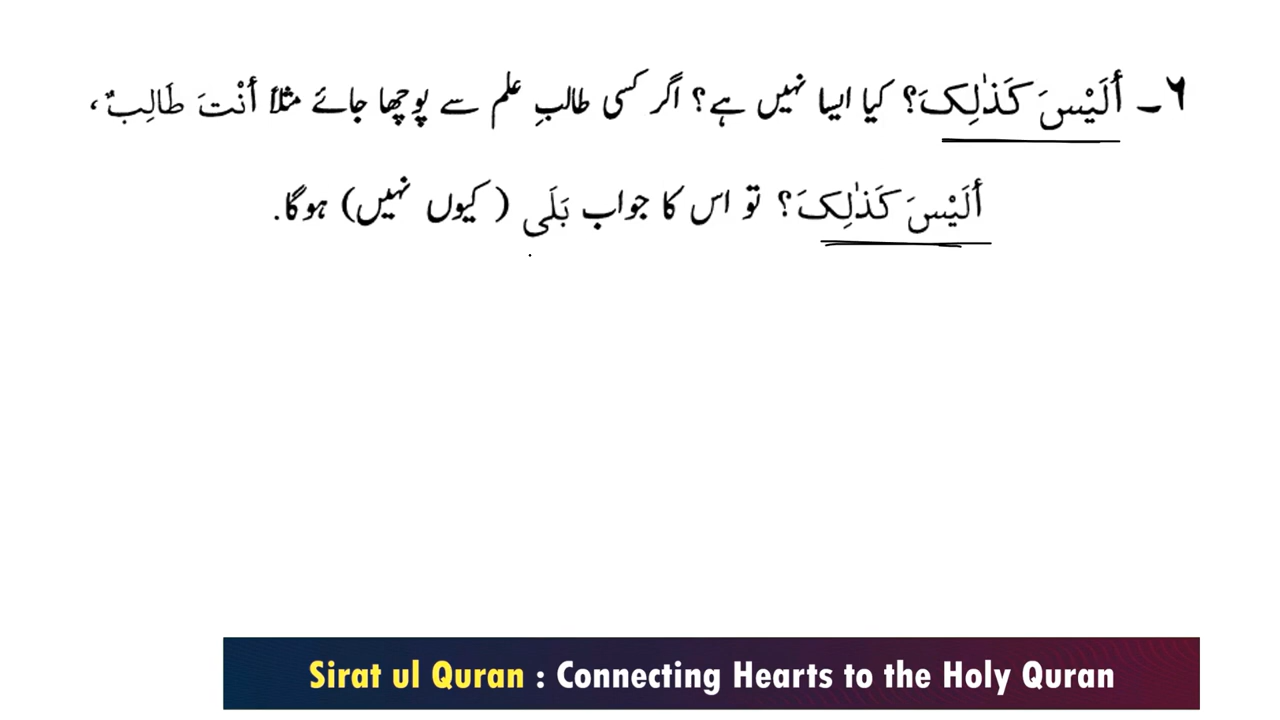 ۶۔ أَلَيْسَ كَذٰلِکَ؟ کیا ایسا نہیں ہے؟ اگر کسی طالبِ علم سے پوچھا جائے مثلاً أَنْتَ طَالِبٌ،
أَلَيْسَ كَذٰلِکَ؟ تو اس کا جواب بَلَى (کیوں نہیں) ہوگا.
Sirat ul Quran : Connecting Hearts to the Holy Quran